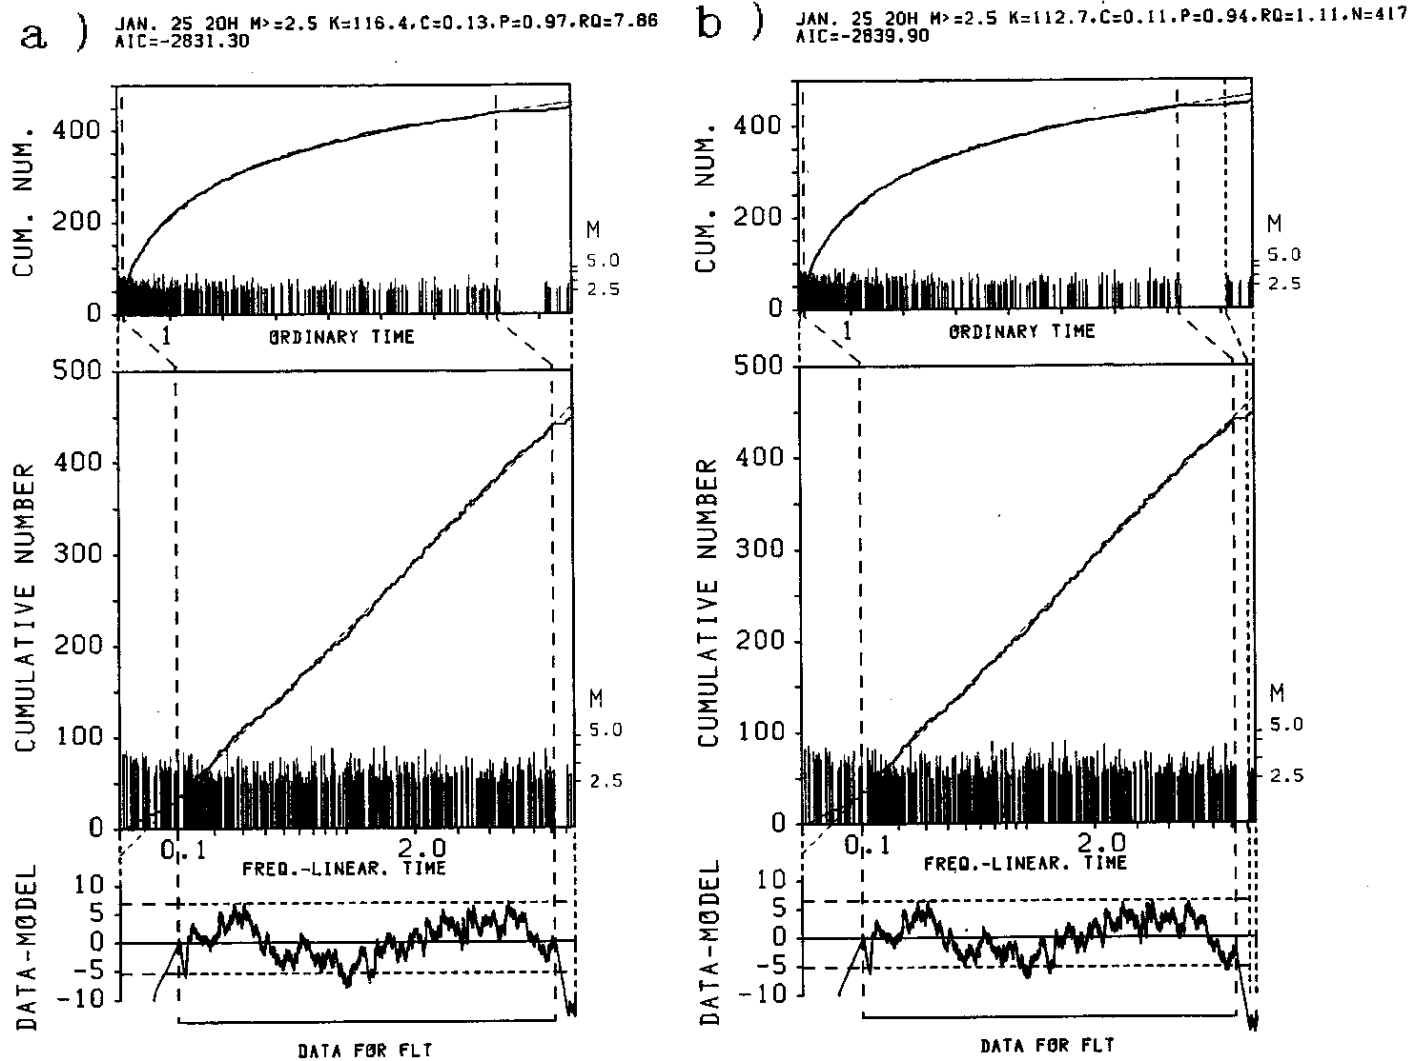 a )
JAN. 25 20H M>=2.5 K=116.4,C=0.13,P=0.97,RQ=7.86
AIC=-2831.30
CUM. NUM.
400
200
0
M
5.0
2.5
1
ORDINARY TIME
CUMULATIVE NUMBER
500
400
300
200
100
0
M
5.0
2.5
0.1
2.0
FREQ.-LINEAR. TIME
DATA-MODEL
10
5
0
-5
-10
DATA FOR FLT
b )
JAN. 25 20H M>=2.5 K=112.7,C=0.11,P=0.94,RQ=1.11,N=417
AIC=-2839.90
CUM. NUM.
400
200
0
M
5.0
2.5
1
ORDINARY TIME
CUMULATIVE NUMBER
500
400
300
200
100
0
M
5.0
2.5
0.1
2.0
FREQ.-LINEAR. TIME
DATA-MODEL
10
5
0
-5
-10
DATA FOR FLT